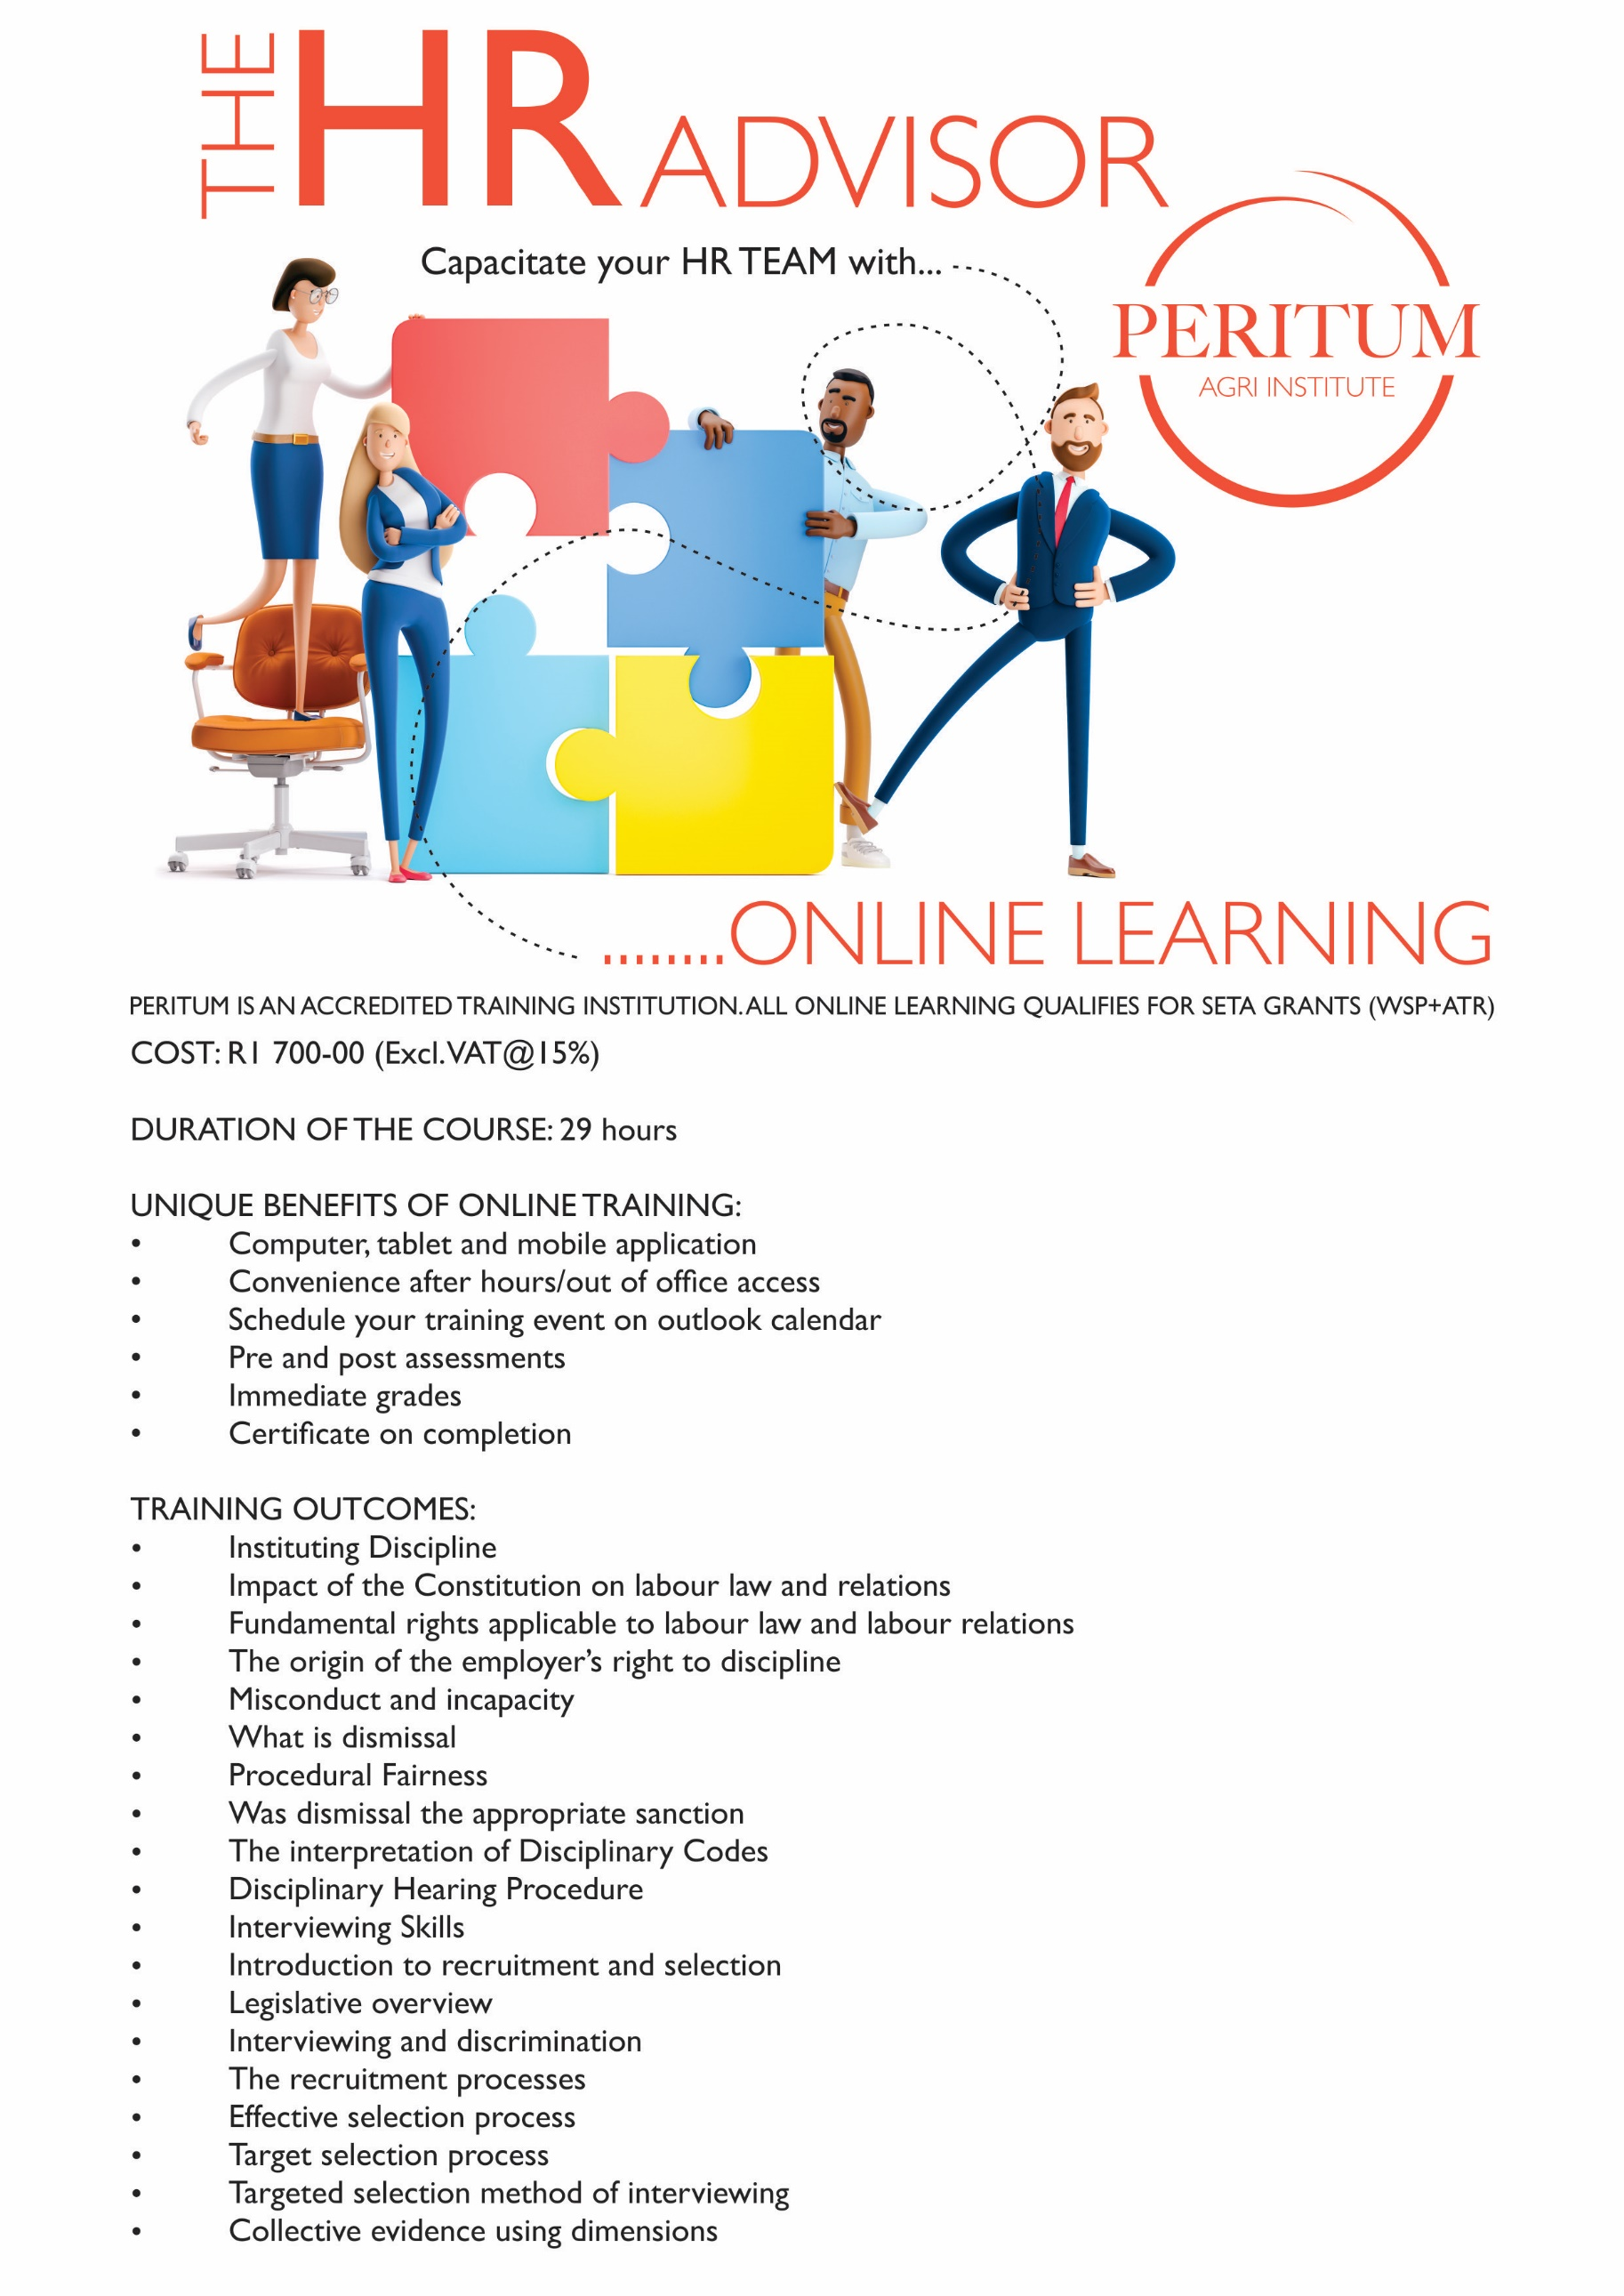 THE HR ADVISOR
Capacitate your HR TEAM with...
PERITUM
AGRI INSTITUTE
........ONLINE LEARNING
PERITUM IS AN ACCREDITED TRAINING INSTITUTION. ALL ONLINE LEARNING QUALIFIES FOR SETA GRANTS (WSP+ATR)
COST: R1 700-00 (Excl. VAT@15%)
DURATION OF THE COURSE: 29 hours
UNIQUE BENEFITS OF ONLINE TRAINING:
• Computer, tablet and mobile application
• Convenience after hours/out of office access
• Schedule your training event on outlook calendar
• Pre and post assessments
• Immediate grades
• Certificate on completion
TRAINING OUTCOMES:
• Instituting Discipline
• Impact of the Constitution on labour law and relations
• Fundamental rights applicable to labour law and labour relations
• The origin of the employer’s right to discipline
• Misconduct and incapacity
• What is dismissal
• Procedural Fairness
• Was dismissal the appropriate sanction
• The interpretation of Disciplinary Codes
• Disciplinary Hearing Procedure
• Interviewing Skills
• Introduction to recruitment and selection
• Legislative overview
• Interviewing and discrimination
• The recruitment processes
• Effective selection process
• Target selection process
• Targeted selection method of interviewing
• Collective evidence using dimensions